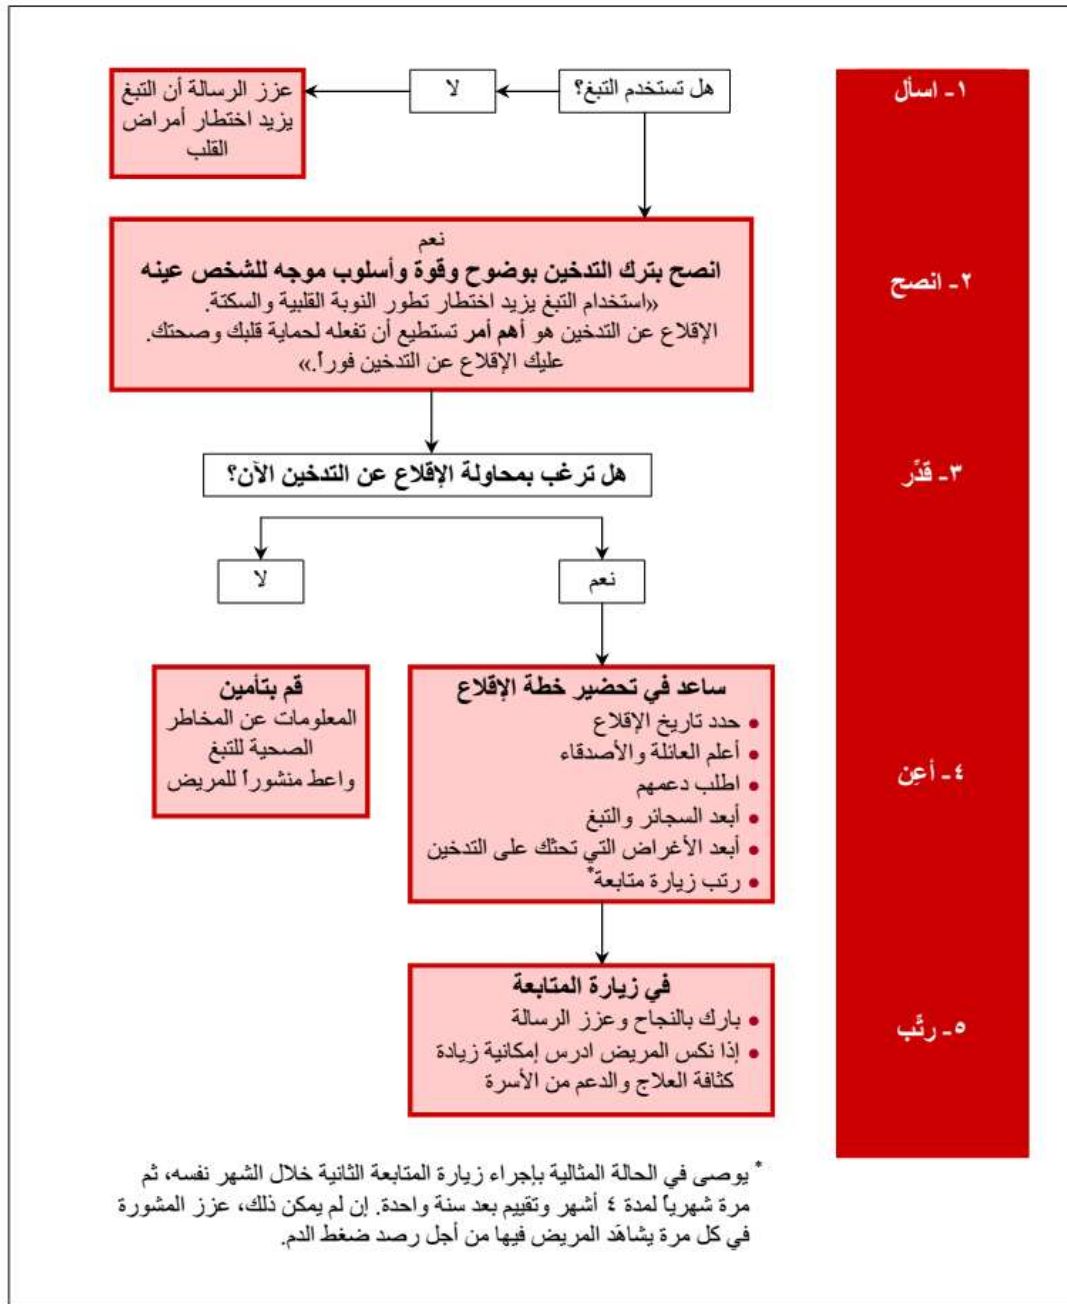 ١- اسأل
هل تستخدم التبغ؟
لا
عزز الرسالة أن التبغ
يزيد اختطار أمراض
القلب
٢- انصح
نعم
انصح بترك التدخين بوضوح وقوة وأسلوب موجه للشخص عينه
«استخدام التبغ يزيد اختطار تطور النوبة القلبية والسكتة.
الإقلاع عن التدخين هو أهم أمر تستطيع أن تفعله لحماية قلبك وصحتك.
عليك الإقلاع عن التدخين فوراً.»
٣- قدِّر
هل ترغب بمحاولة الإقلاع عن التدخين الآن؟
نعم
لا
٤- أعِن
ساعد في تحضير خطة الإقلاع
• حدد تاريخ الإقلاع
• أعلم العائلة والأصدقاء
• اطلب دعمهم
• أبعد السجائر والتبغ
• أبعد الأغراض التي تحثك على التدخين
• رتب زيارة متابعة*
قم بتأمين
المعلومات عن المخاطر
الصحية للتبغ
واعط منشوراً للمريض
٥- رتِّب
في زيارة المتابعة
• بارك بالنجاح وعزز الرسالة
• إذا نكس المريض ادرس إمكانية زيادة
كثافة العلاج والدعم من الأسرة
* يوصى في الحالة المثالية بإجراء زيارة المتابعة الثانية خلال الشهر نفسه، ثم
مرة شهرياً لمدة ٤ أشهر وتقييم بعد سنة واحدة. إن لم يمكن ذلك، عزز المشورة
في كل مرة يشاهَد المريض فيها من أجل رصد ضغط الدم.